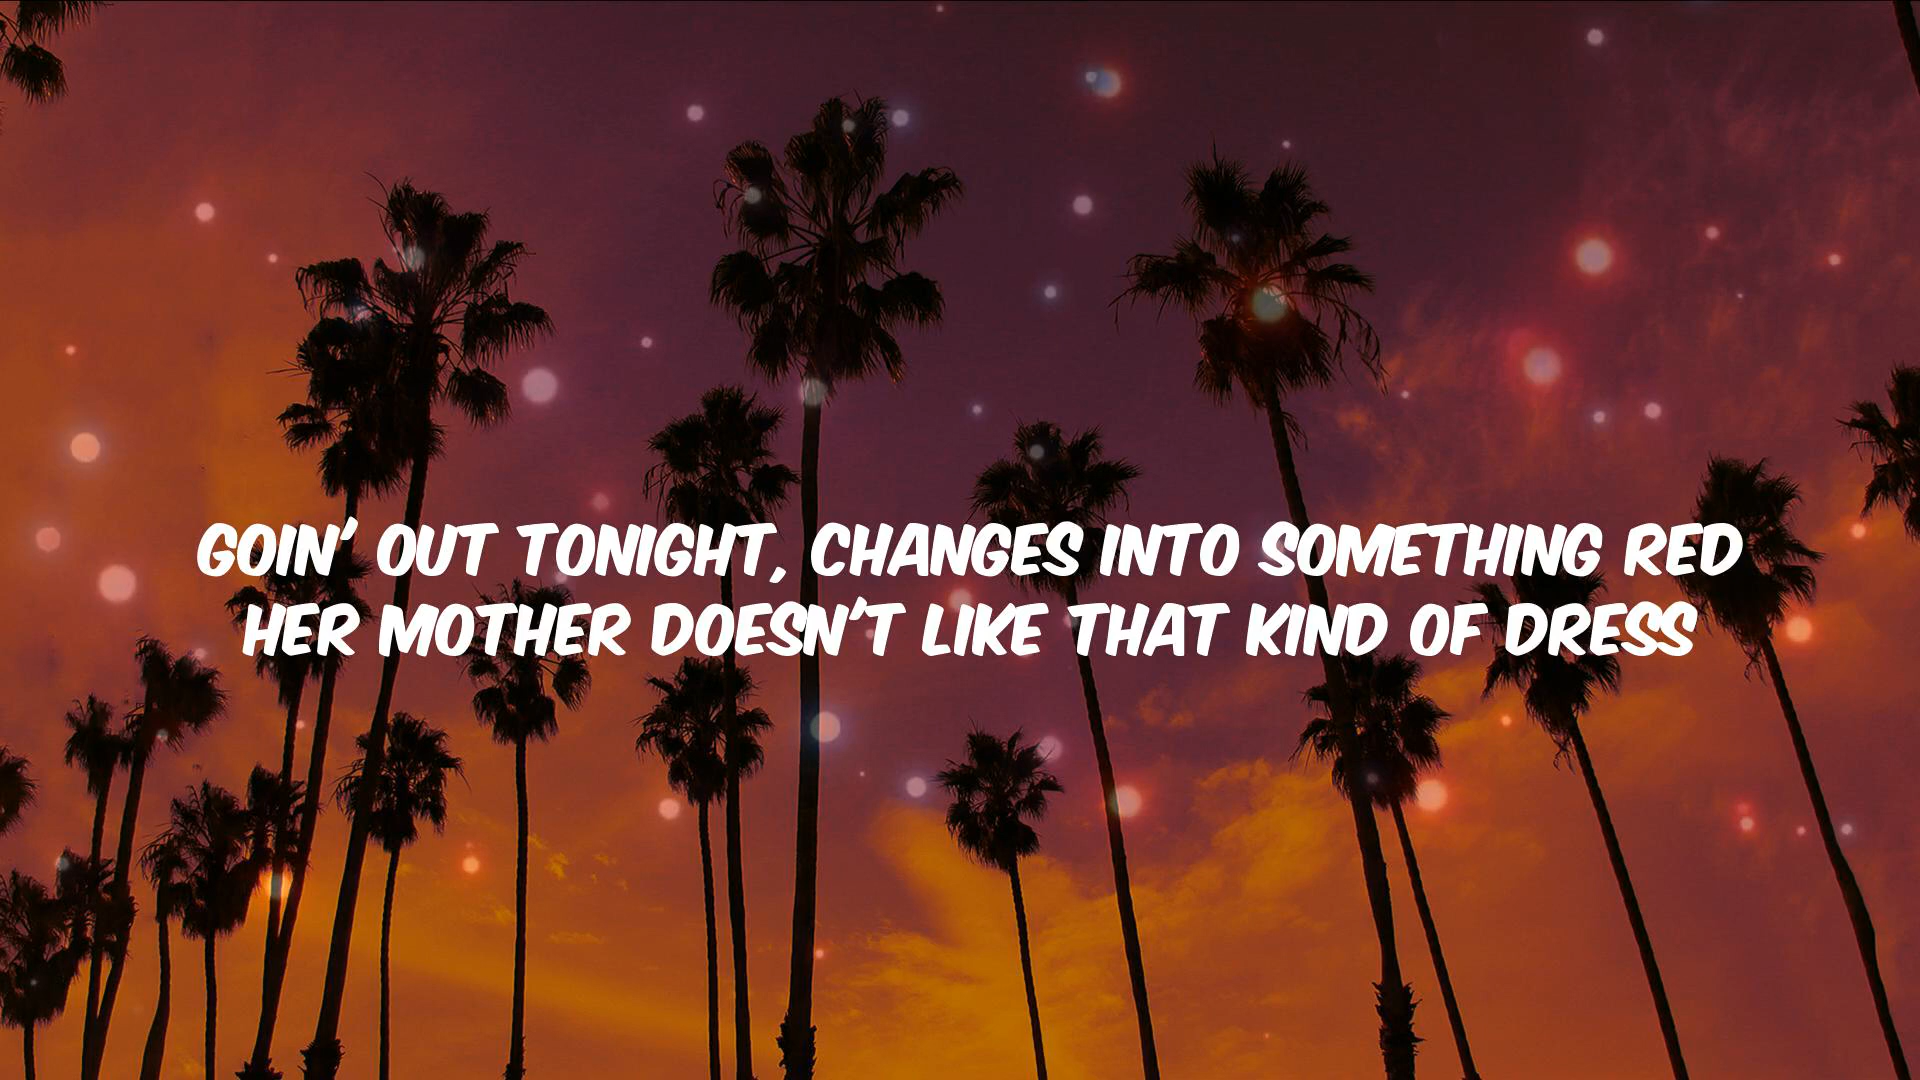 GOIN' OUT TONIGHT, CHANGES INTO SOMETHING RED
HER MOTHER DOESN'T LIKE THAT KIND OF DRESS